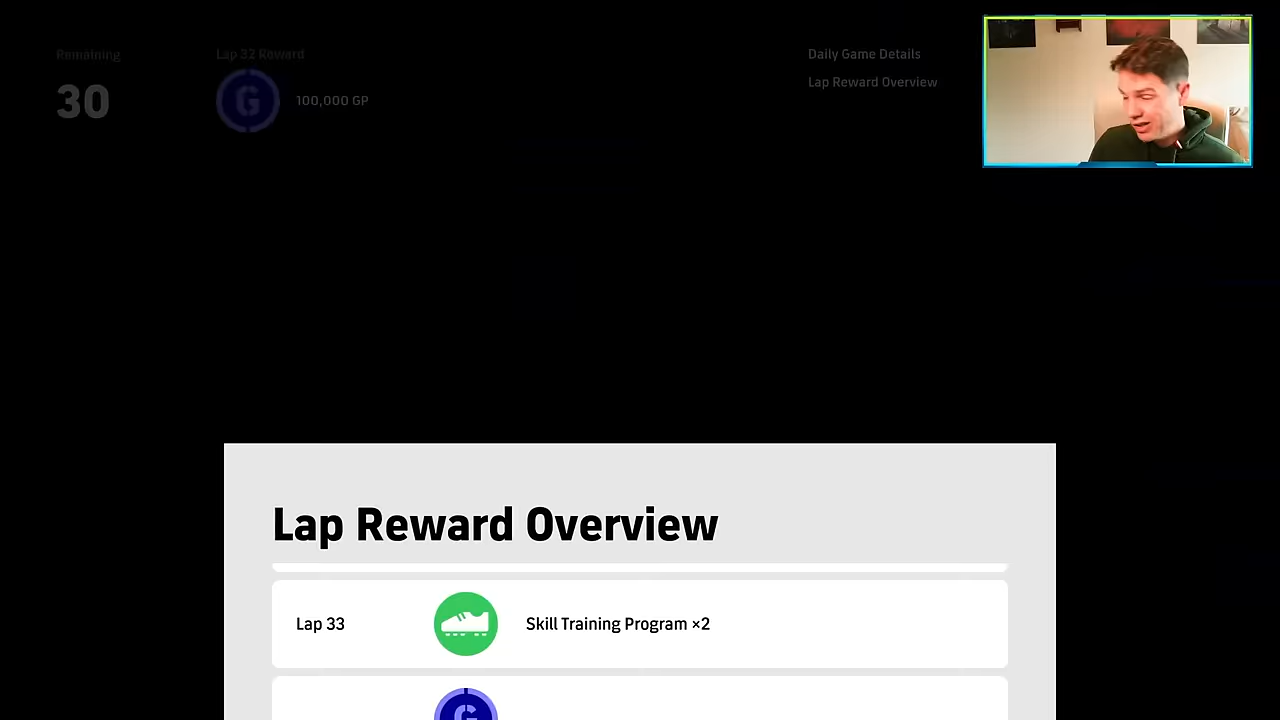 Remaining
30
Lap 32 Reward
G
100,000 GP
Daily Game Details
Lap Reward Overview
Lap Reward Overview
Lap 33
Skill Training Program ×2
G